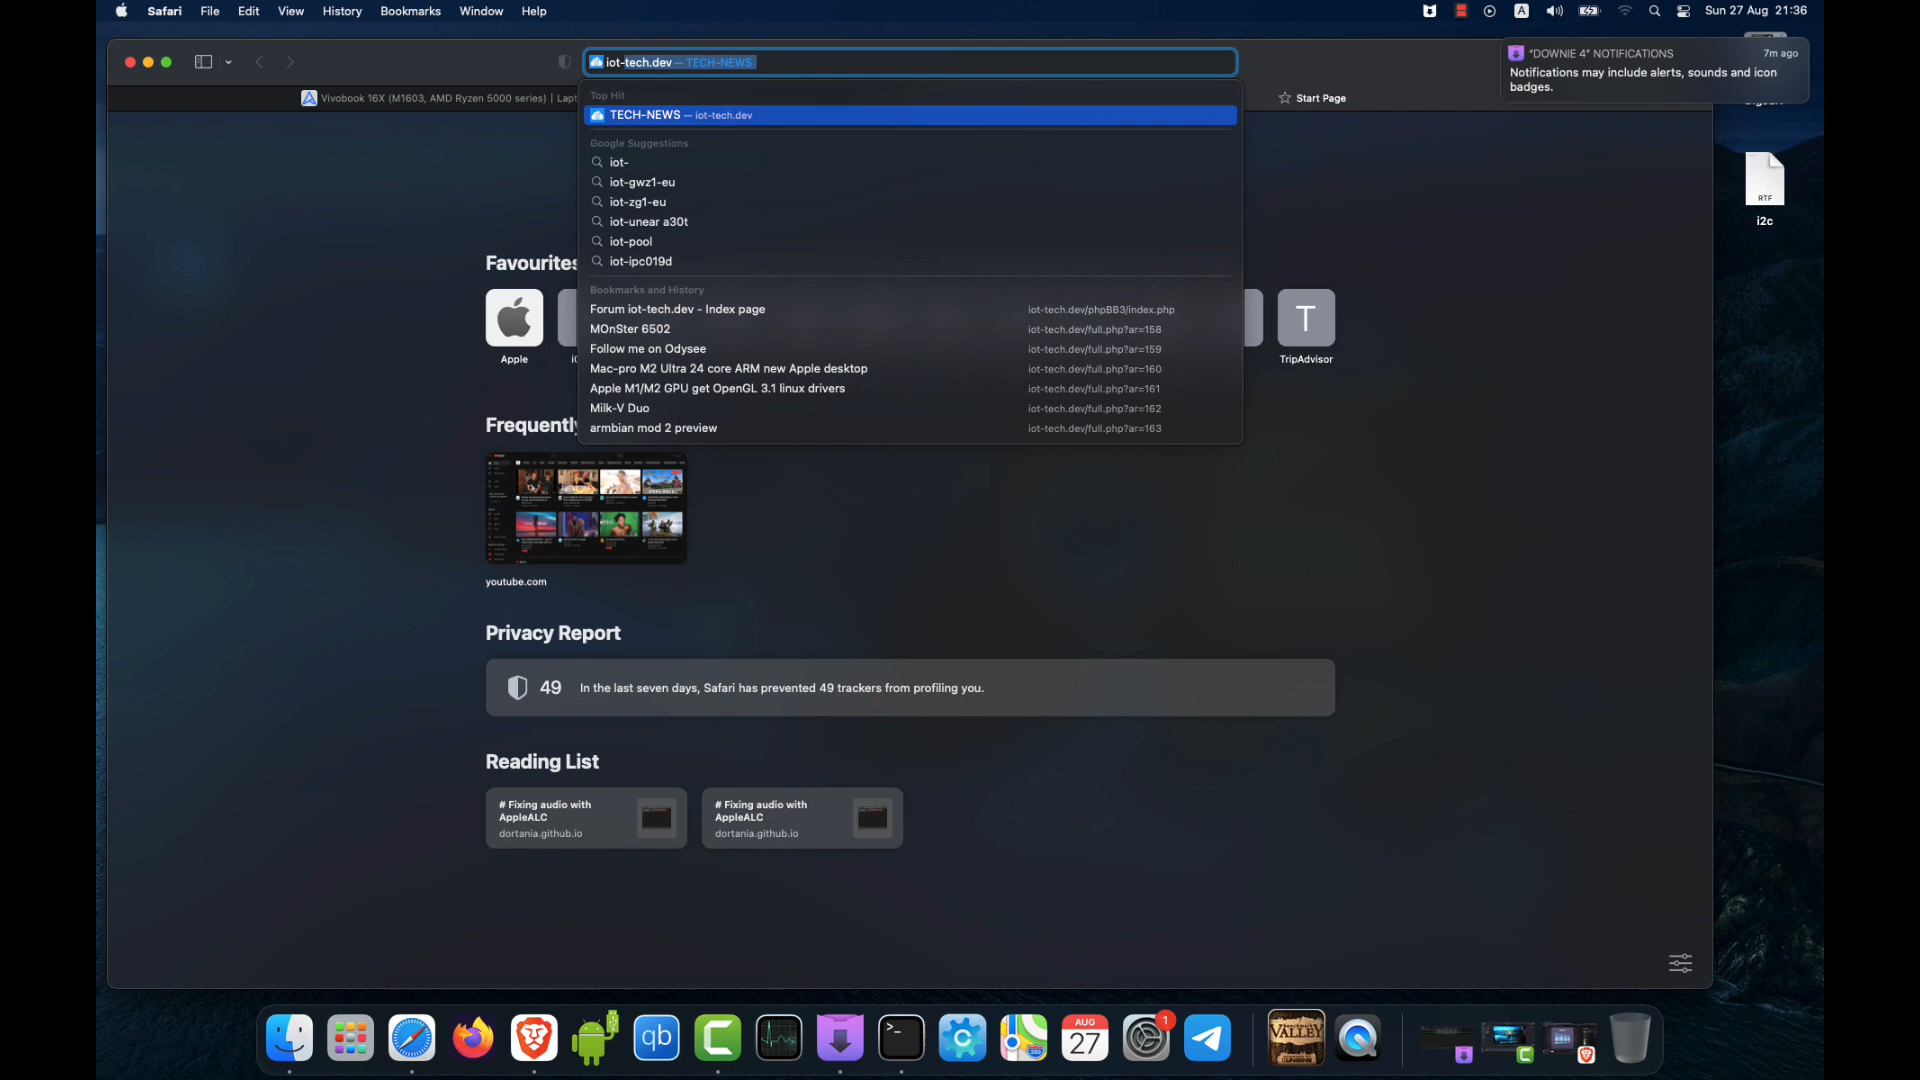 Safari File Edit View History Bookmarks Window Help
A
Sun 27 Aug 21:36
iot-tech.dev — TECH-NEWS
"DOWNIE 4" NOTIFICATIONS 7m ago
Notifications may include alerts, sounds and icon
badges.
Vivobook 16X (M1603, AMD Ryzen 5000 series) | Lapt
Start Page
Top Hit
TECH-NEWS — iot-tech.dev
Google Suggestions
iot-
iot-gwz1-eu
iot-zg1-eu
iot-unear a30t
iot-pool
iot-ipc019d
Bookmarks and History
Forum iot-tech.dev - Index page iot-tech.dev/phpBB3/index.php
MOnSter 6502 iot-tech.dev/full.php?ar=158
Follow me on Odysee iot-tech.dev/full.php?ar=159
Mac-pro M2 Ultra 24 core ARM new Apple desktop iot-tech.dev/full.php?ar=160
Apple M1/M2 GPU get OpenGL 3.1 linux drivers iot-tech.dev/full.php?ar=161
Milk-V Duo iot-tech.dev/full.php?ar=162
armbian mod 2 preview iot-tech.dev/full.php?ar=163
RTF
i2c
Favourites
T
Apple
TripAdvisor
Frequently
youtube.com
Privacy Report
49 In the last seven days, Safari has prevented 49 trackers from profiling you.
Reading List
# Fixing audio with
AppleALC
dortania.github.io
# Fixing audio with
AppleALC
dortania.github.io
qb
AUG
27
1
VALLEY